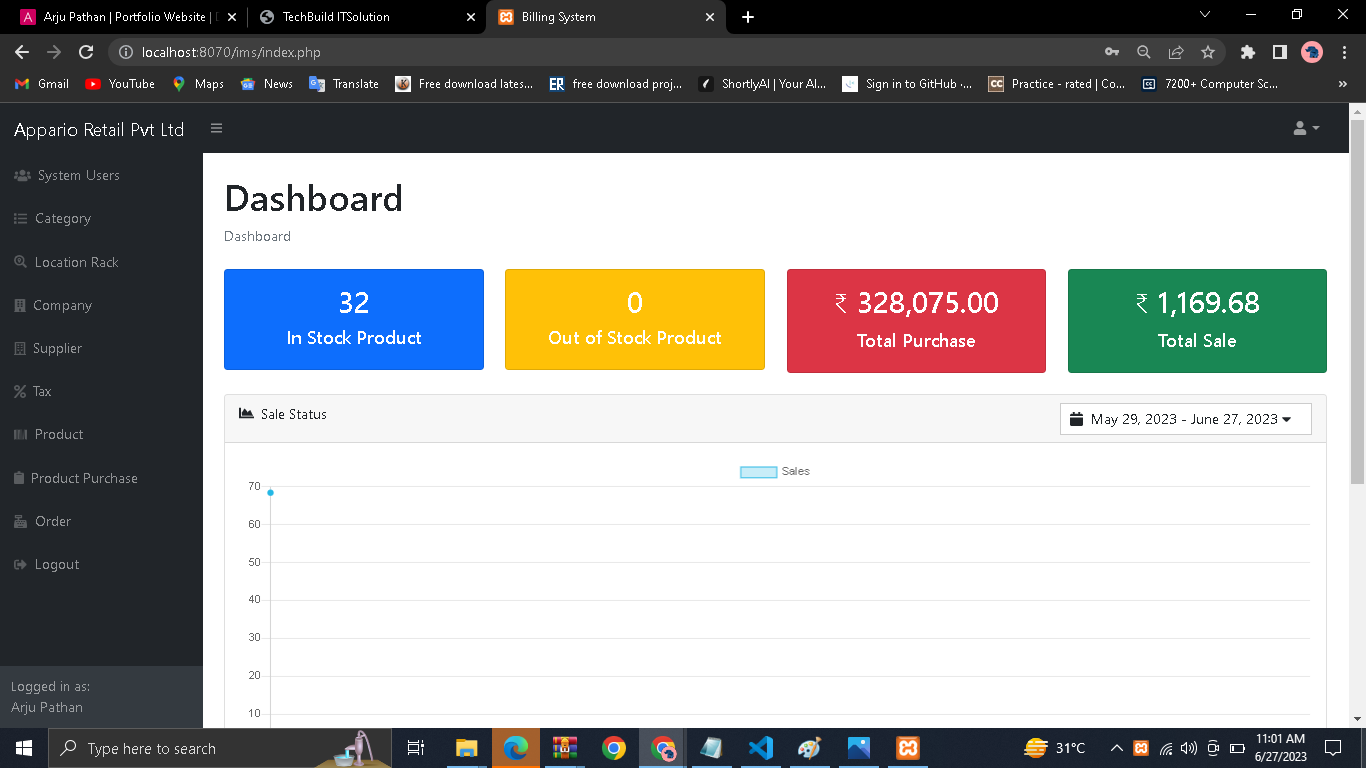 Arju Pathan | Portfolio Website |
TechBuild ITSolution
Billing System
localhost:8070/ims/index.php
Gmail
YouTube
Maps
News
Translate
Free download lates...
free download proj...
ShortlyAI | Your AI...
Sign in to GitHub ·...
Practice - rated | Co...
7200+ Computer Sc...
»
Appario Retail Pvt Ltd
System Users
Category
Location Rack
Company
Supplier
Tax
Product
Product Purchase
Order
Logout
Logged in as:
Arju Pathan
Dashboard
Dashboard
32
In Stock Product
0
Out of Stock Product
₹ 328,075.00
Total Purchase
₹ 1,169.68
Total Sale
Sale Status
May 29, 2023 - June 27, 2023
Sales
70
60
50
40
30
20
10
Type here to search
31°C
11:01 AM
6/27/2023